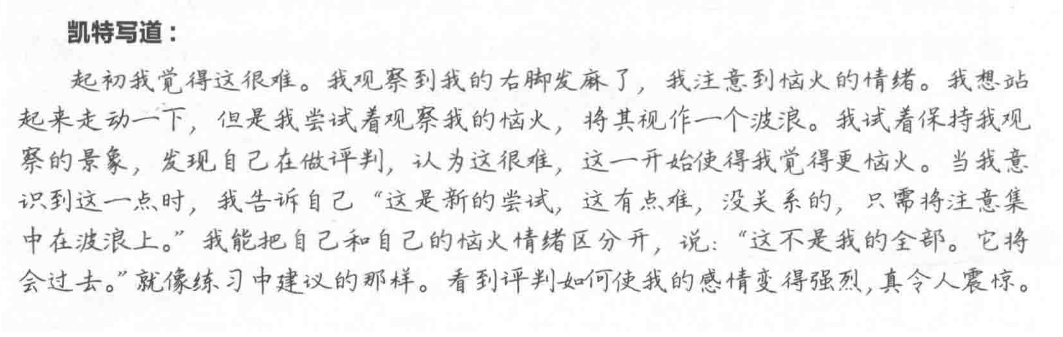 凯特写道：
起初我觉得这很难。我观察到我的右脚发麻了，我注意到恼火的情绪。我想站
起来走动一下，但是我尝试着观察我的恼火，将其视作一个波浪。我试着保持我观
察的景象，发现自己在做评判，认为这很难，这一开始使得我觉得更恼火。当我意
识到这一点时，我告诉自己“这是新的尝试，这有点难，没关系的，只需将注意集
中在波浪上。”我能把自己和自己的恼火情绪区分开，说：“这不是我的全部。它将
会过去。”就像练习中建议的那样。看到评判如何使我的感情变得强烈，真令人震惊。